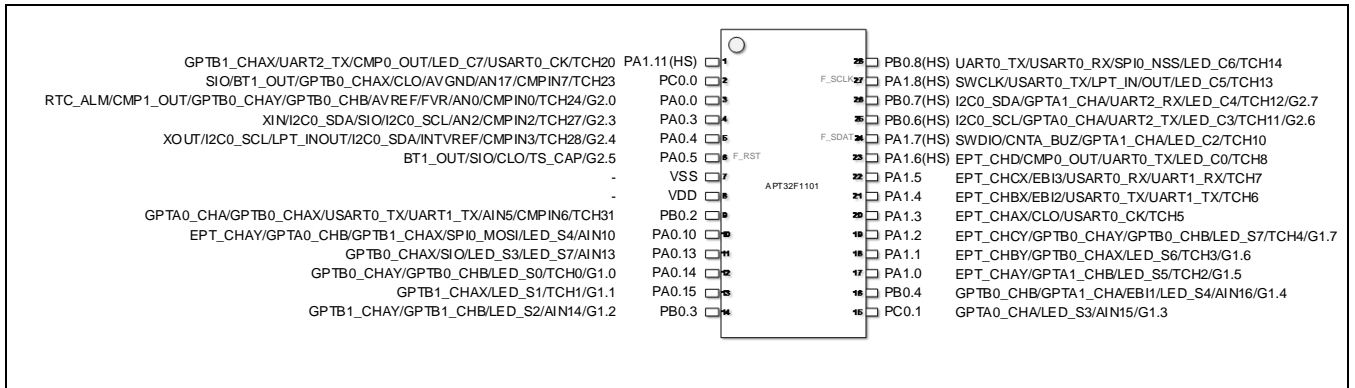 GPTB1_CHAX/UART2_TX/CMP0_OUT/LED_C7/USART0_CK/TCH20 PA1.11(HS) 1 28 PB0.8(HS) UART0_TX/USART0_RX/SPI0_NSS/LED_C6/TCH14
SIO/BT1_OUT/GPTB0_CHAX/CLO/AVGND/AN17/CMPIN7/TCH23 PC0.0 2 F_SCLK 27 PA1.8(HS) SWCLK/USART0_TX/LPT_IN/OUT/LED_C5/TCH13
RTC_ALM/CMP1_OUT/GPTB0_CHAY/GPTB0_CHB/AVREF/FVR/AN0/CMPIN0/TCH24/G2.0 PA0.0 3 26 PB0.7(HS) I2C0_SDA/GPTA1_CHA/UART2_RX/LED_C4/TCH12/G2.7
XIN/I2C0_SDA/SIO/I2C0_SCL/AN2/CMPIN2/TCH27/G2.3 PA0.3 4 25 PB0.6(HS) I2C0_SCL/GPTA0_CHA/UART2_TX/LED_C3/TCH11/G2.6
XOUT/I2C0_SCL/LPT_INOUT/I2C0_SDA/INTVREF/CMPIN3/TCH28/G2.4 PA0.4 5 F_SDAT 24 PA1.7(HS) SWDIO/CNTA_BUZ/GPTA1_CHA/LED_C2/TCH10
BT1_OUT/SIO/CLO/TS_CAP/G2.5 PA0.5 6 F_RST 23 PA1.6(HS) EPT_CHD/CMP0_OUT/UART0_TX/LED_C0/TCH8
- VSS 7 22 PA1.5 EPT_CHCX/EBI3/USART0_RX/UART1_RX/TCH7
APT32F1101
- VDD 8 21 PA1.4 EPT_CHBX/EBI2/USART0_TX/UART1_TX/TCH6
GPTA0_CHA/GPTB0_CHAX/USART0_TX/UART1_TX/AIN5/CMPIN6/TCH31 PB0.2 9 20 PA1.3 EPT_CHAX/CLO/USART0_CK/TCH5
EPT_CHAY/GPTA0_CHB/GPTB1_CHAX/SPI0_MOSI/LED_S4/AIN10 PA0.10 10 19 PA1.2 EPT_CHCY/GPTB0_CHAY/GPTB0_CHB/LED_S7/TCH4/G1.7
GPTB0_CHAX/SIO/LED_S3/LED_S7/AIN13 PA0.13 11 18 PA1.1 EPT_CHBY/GPTB0_CHAX/LED_S6/TCH3/G1.6
GPTB0_CHAY/GPTB0_CHB/LED_S0/TCH0/G1.0 PA0.14 12 17 PA1.0 EPT_CHAY/GPTA1_CHB/LED_S5/TCH2/G1.5
GPTB1_CHAX/LED_S1/TCH1/G1.1 PA0.15 13 16 PB0.4 GPTB0_CHB/GPTA1_CHA/EBI1/LED_S4/AIN16/G1.4
GPTB1_CHAY/GPTB1_CHB/LED_S2/AIN14/G1.2 PB0.3 14 15 PC0.1 GPTA0_CHA/LED_S3/AIN15/G1.3